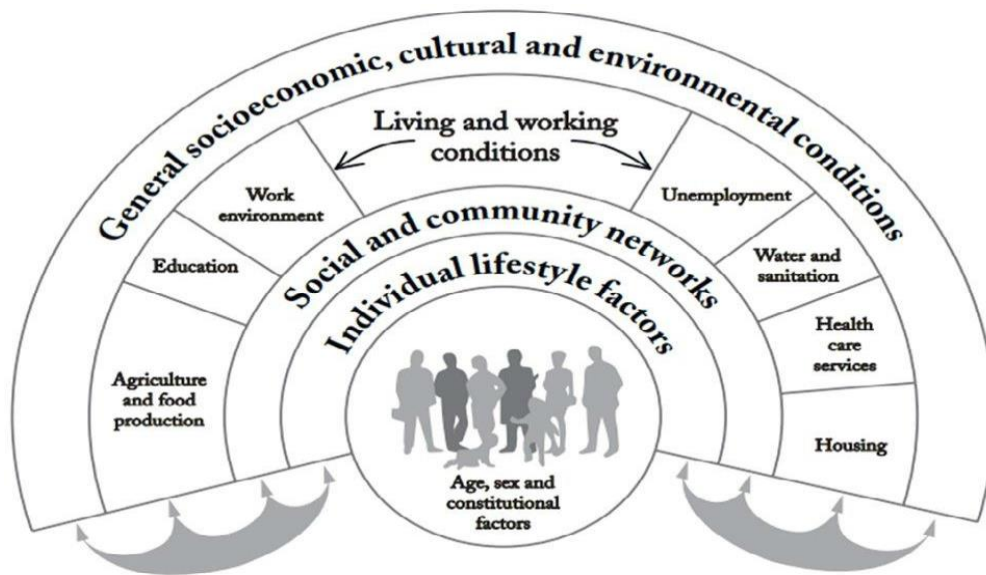 General socioeconomic, cultural and environmental conditions
Living and working
conditions
Work
environment
Unemployment
Education
Water and
sanitation
Agriculture
and food
production
Health
care
services
Housing
Social and community networks
Individual lifestyle factors
Age, sex and
constitutional
factors